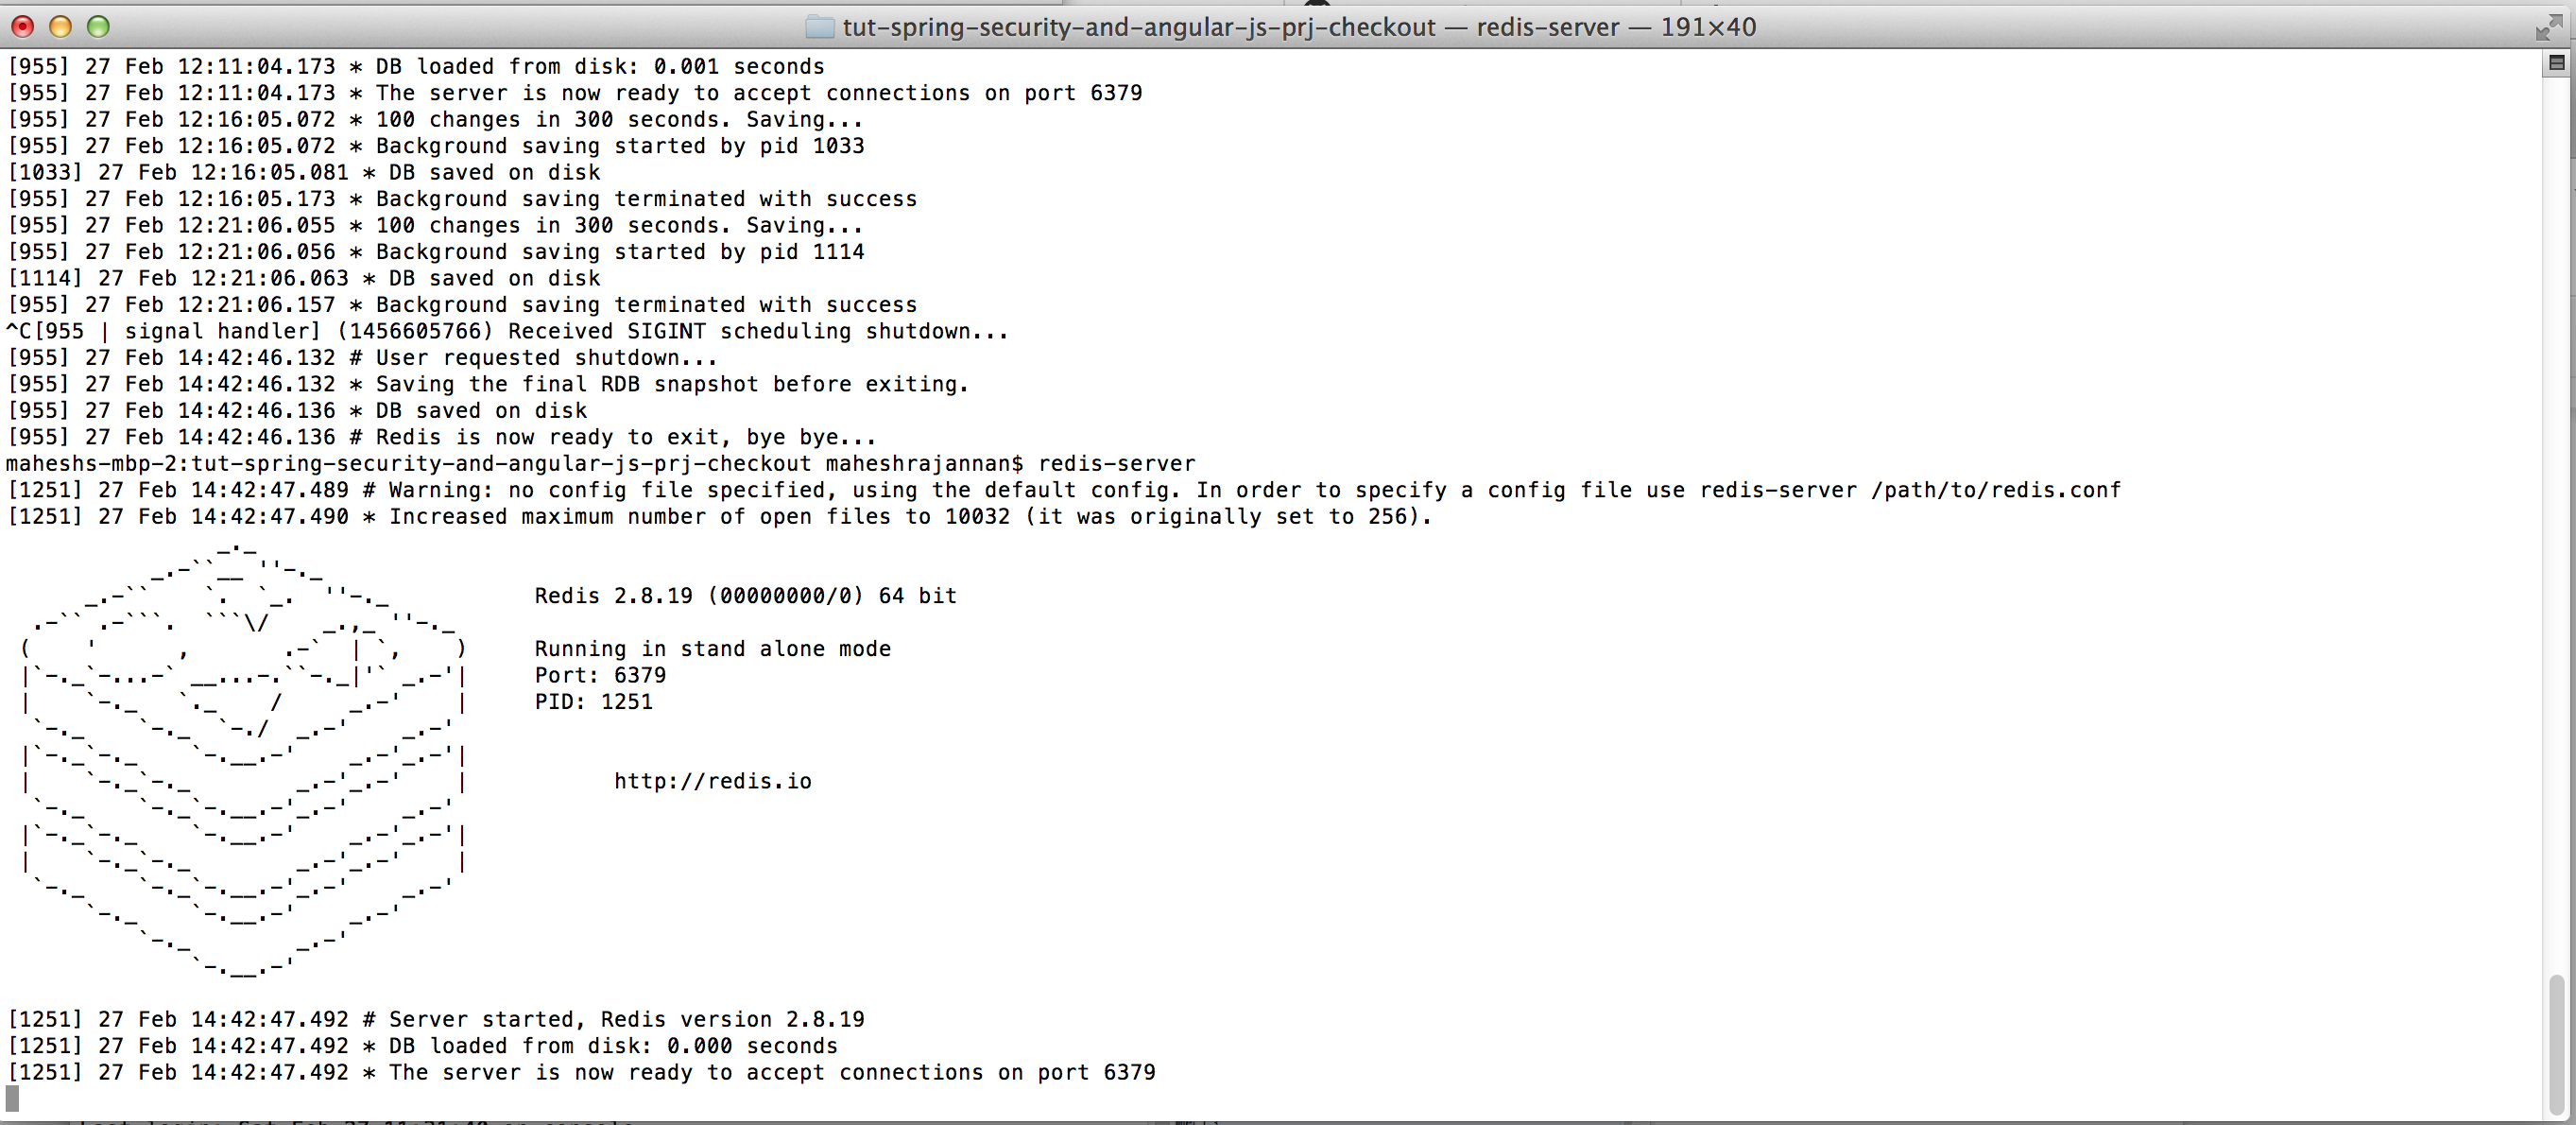 tut-spring-security-and-angular-js-prj-checkout — redis-server — 191×40
[955] 27 Feb 12:11:04.173 * DB loaded from disk: 0.001 seconds
[955] 27 Feb 12:11:04.173 * The server is now ready to accept connections on port 6379
[955] 27 Feb 12:16:05.072 * 100 changes in 300 seconds. Saving...
[955] 27 Feb 12:16:05.072 * Background saving started by pid 1033
[1033] 27 Feb 12:16:05.081 * DB saved on disk
[955] 27 Feb 12:16:05.173 * Background saving terminated with success
[955] 27 Feb 12:21:06.055 * 100 changes in 300 seconds. Saving...
[955] 27 Feb 12:21:06.056 * Background saving started by pid 1114
[1114] 27 Feb 12:21:06.063 * DB saved on disk
[955] 27 Feb 12:21:06.157 * Background saving terminated with success
^C[955 | signal handler] (1456605766) Received SIGINT scheduling shutdown...
[955] 27 Feb 14:42:46.132 # User requested shutdown...
[955] 27 Feb 14:42:46.132 * Saving the final RDB snapshot before exiting.
[955] 27 Feb 14:42:46.136 * DB saved on disk
[955] 27 Feb 14:42:46.136 # Redis is now ready to exit, bye bye...
maheshs-mbp-2:tut-spring-security-and-angular-js-prj-checkout maheshrajannan$ redis-server
[1251] 27 Feb 14:42:47.489 # Warning: no config file specified, using the default config. In order to specify a config file use redis-server /path/to/redis.conf
[1251] 27 Feb 14:42:47.490 * Increased maximum number of open files to 10032 (it was originally set to 256).
Redis 2.8.19 (00000000/0) 64 bit
Running in stand alone mode
Port: 6379
PID: 1251
http://redis.io
[1251] 27 Feb 14:42:47.492 # Server started, Redis version 2.8.19
[1251] 27 Feb 14:42:47.492 * DB loaded from disk: 0.000 seconds
[1251] 27 Feb 14:42:47.492 * The server is now ready to accept connections on port 6379